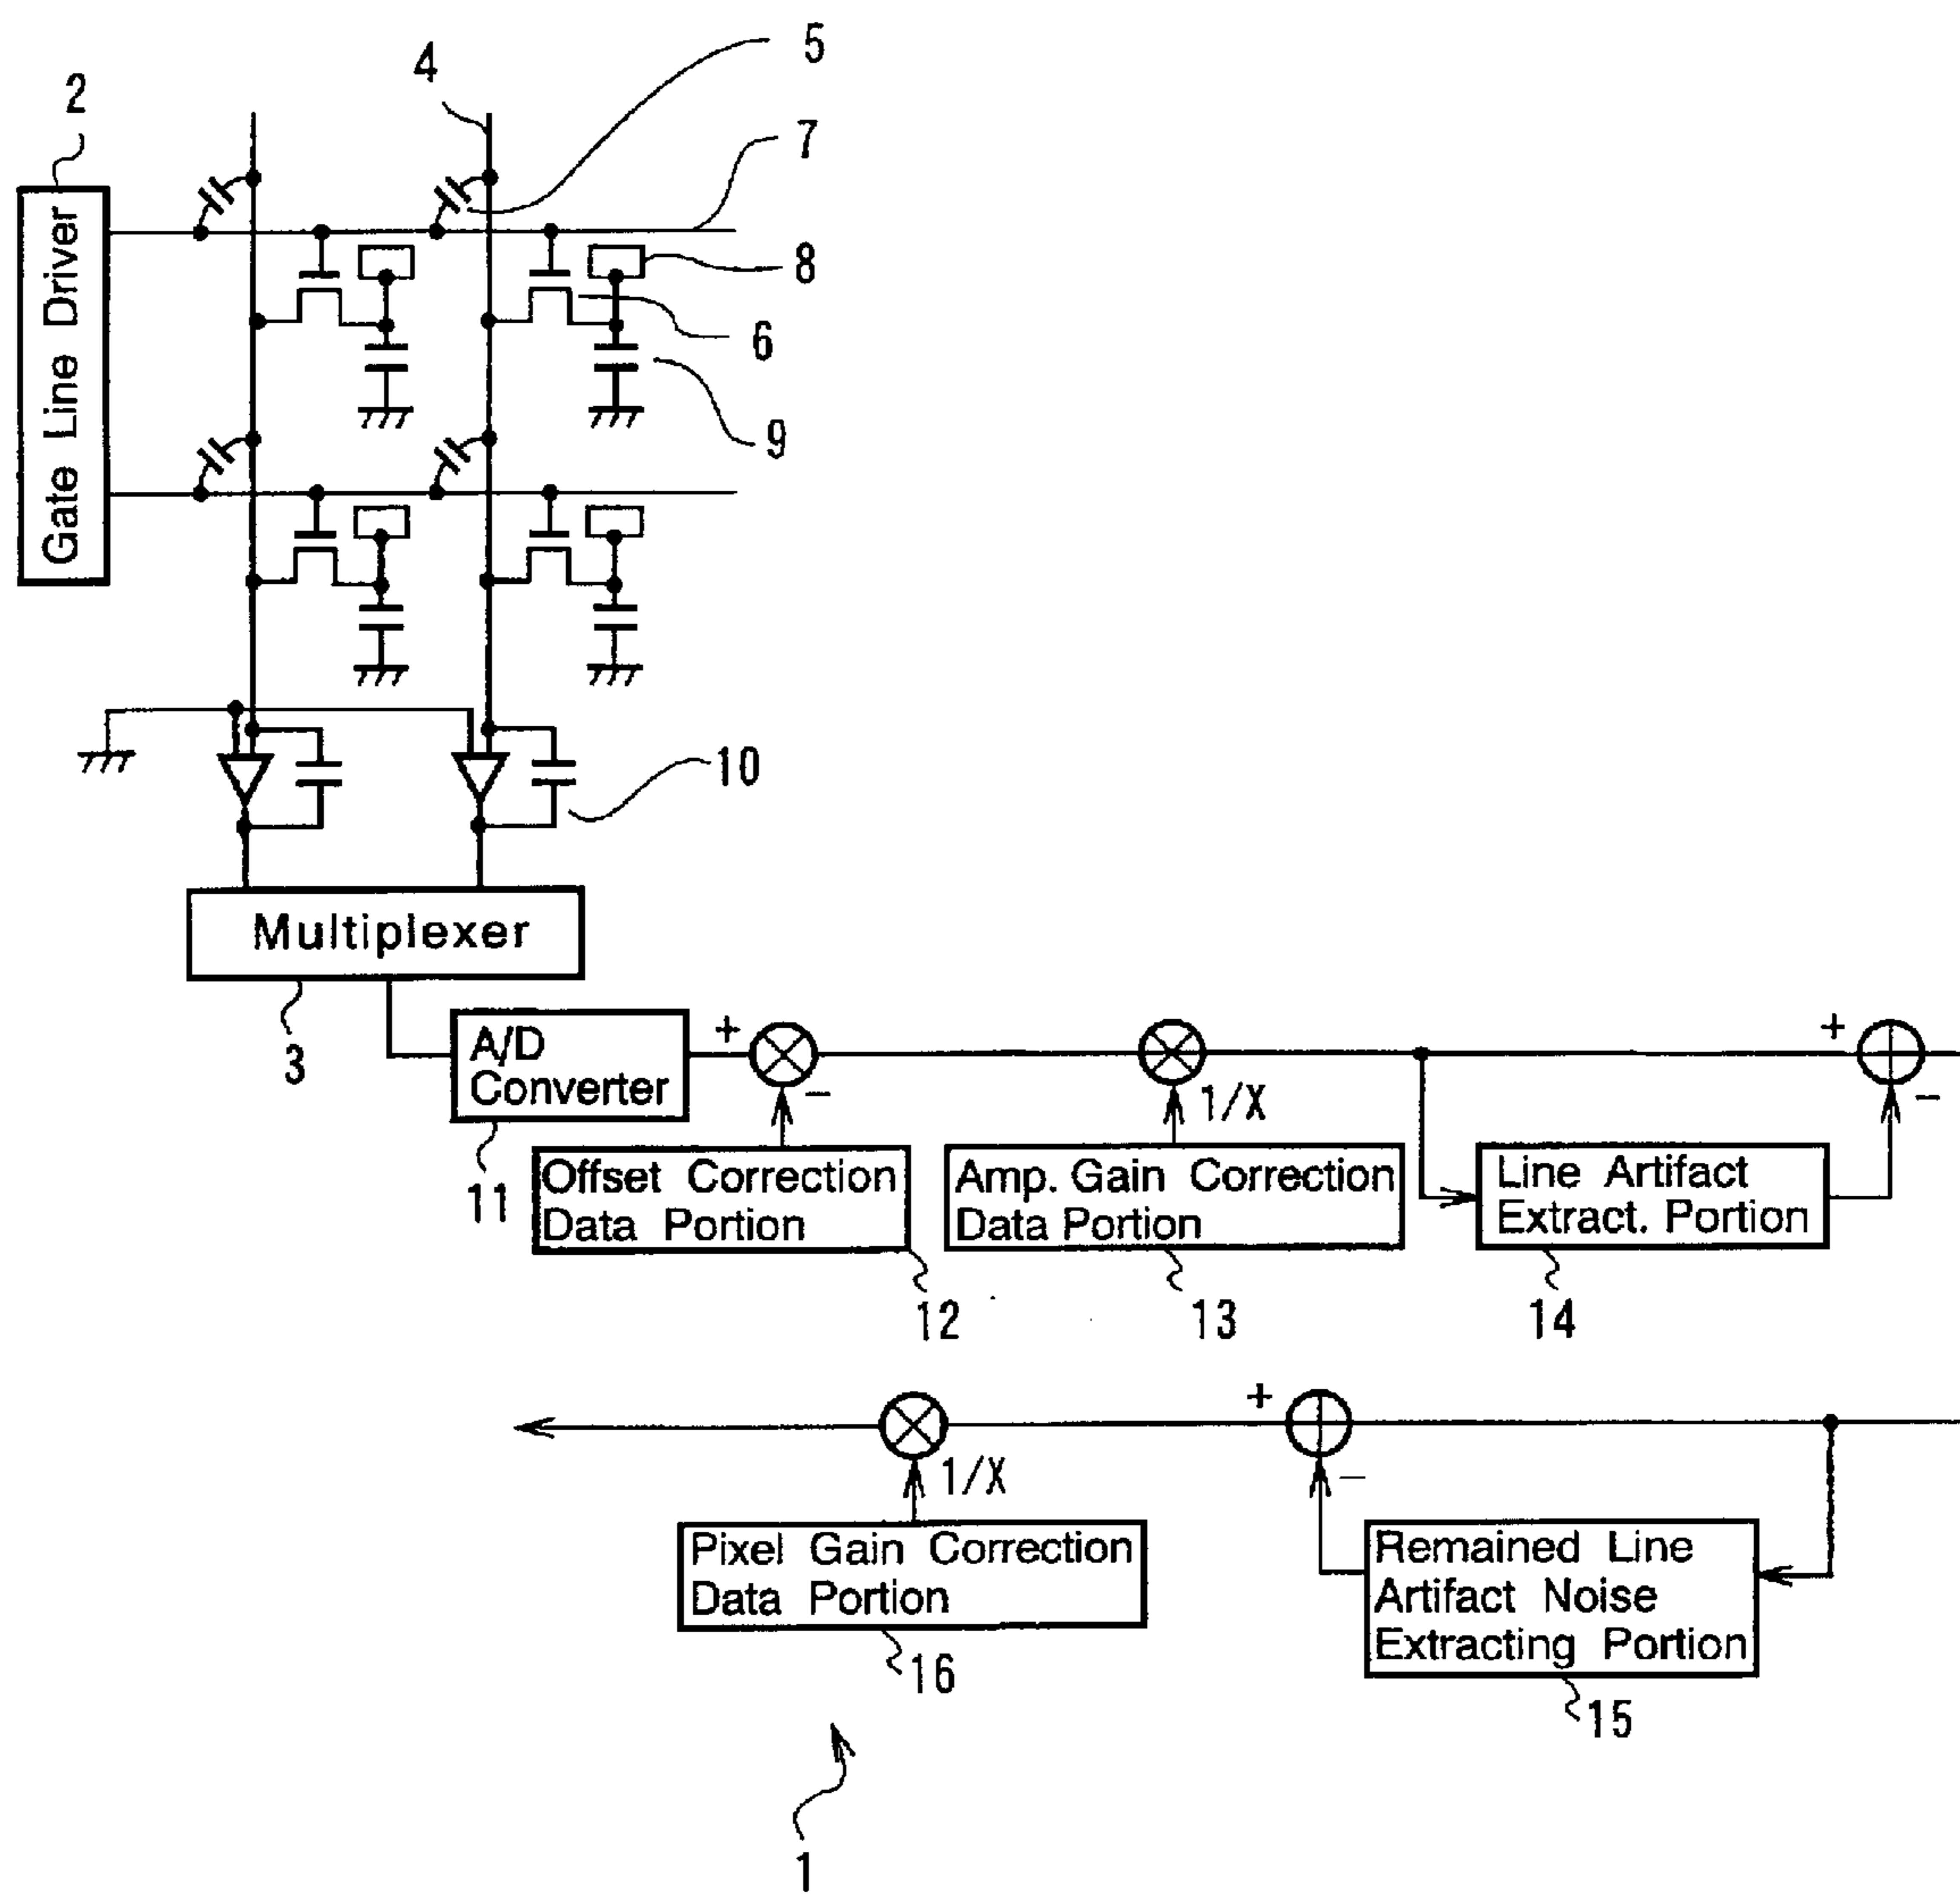 5
4
2
7
Gate Line Driver
8
6
9
10
Multiplexer
3
A/D
Converter
11
+
−
Offset Correction
Data Portion
12
1/X
Amp. Gain Correction
Data Portion
13
Line Artifact
Extract. Portion
14
+
−
+
−
1/X
Pixel Gain Correction
Data Portion
16
Remained Line
Artifact Noise
Extracting Portion
15
1